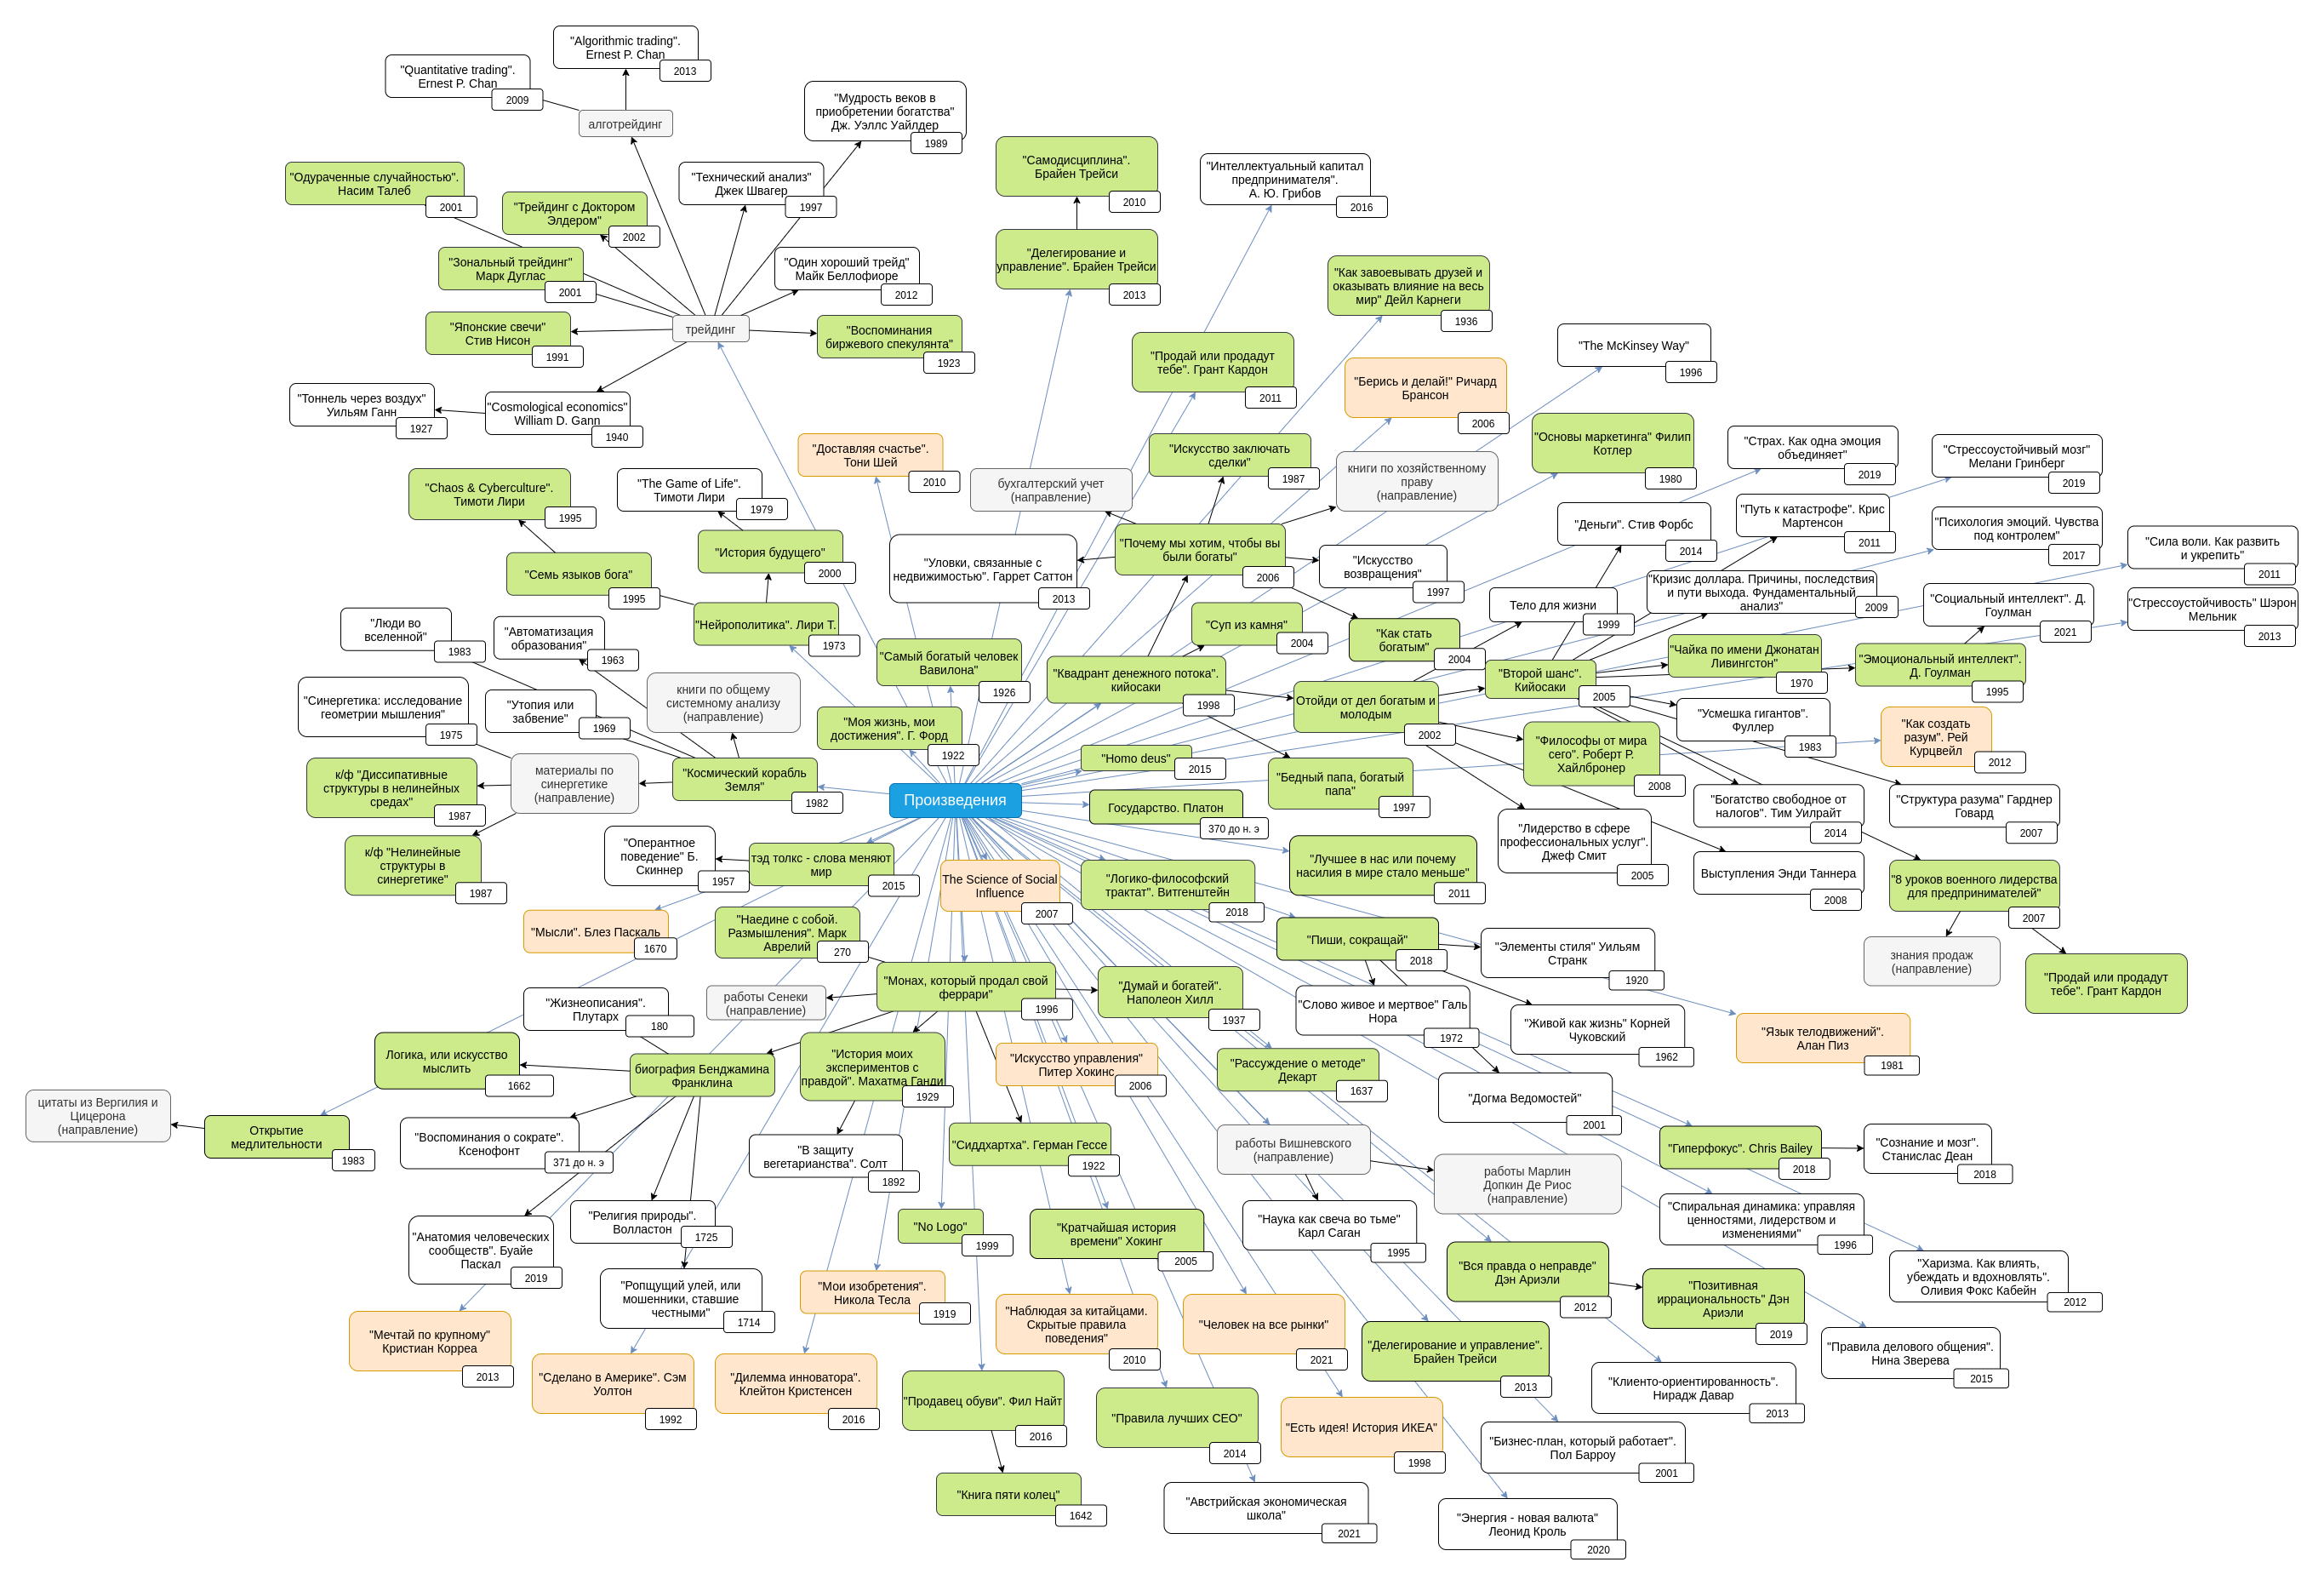 "Algorithmic trading".
Ernest P. Chan
2013
"Quantitative trading".
Ernest P. Chan
2009
алготрейдинг
"Мудрость веков в
приобретении богатства"
Дж. Уэллс Уайлдер
1989
"Одураченные случайностью".
Насим Талеб
2001
"Трейдинг с Доктором
Элдером"
2002
"Технический анализ"
Джек Швагер
1997
"Зональный трейдинг"
Марк Дуглас
2001
"Один хороший трейд"
Майк Беллофиоре
2012
"Японские свечи"
Стив Нисон
1991
трейдинг
"Воспоминания
биржевого спекулянта"
1923
"Тоннель через воздух"
Уильям Ганн
1927
"Cosmological economics"
William D. Gann
1940
"Самодисциплина".
Брайен Трейси
2010
"Делегирование и
управление". Брайен Трейси
2013
"Интеллектуальный капитал
предпринимателя".
А. Ю. Грибов
2016
"Как завоевывать друзей и
оказывать влияние на весь
мир" Дейл Карнеги
1936
"Продай или продадут
тебе". Грант Кардон
2011
"Берись и делай!" Ричард
Брансон
2006
"The McKinsey Way"
1996
"Доставляя счастье".
Тони Шей
2010
"Искусство заключать
сделки"
1987
бухгалтерский учет
(направление)
книги по хозяйственному
праву
(направление)
"Основы маркетинга" Филип
Котлер
1980
"Страх. Как одна эмоция
объединяет"
2019
"Стрессоустойчивый мозг"
Мелани Гринберг
2019
"Chaos & Cyberculture".
Тимоти Лири
1995
"The Game of Life".
Тимоти Лири
1979
"История будущего"
2000
"Семь языков бога"
1995
"Нейрополитика". Лири Т.
1973
"Уловки, связанные с
недвижимостью". Гаррет Саттон
2013
"Почему мы хотим, чтобы вы
были богаты"
2006
"Искусство
возвращения"
1997
"Деньги". Стив Форбс
2014
"Путь к катастрофе". Крис
Мартенсон
2011
"Психология эмоций. Чувства
под контролем"
2017
"Сила воли. Как развить
и укрепить"
2011
"Кризис доллара. Причины, последствия
и пути выхода. Фундаментальный
анализ"
2009
Тело для жизни
1999
"Социальный интеллект". Д.
Гоулман
2021
"Стрессоустойчивость" Шэрон
Мельник
2013
"Суп из камня"
2004
"Как стать
богатым"
2004
"Самый богатый человек
Вавилона"
1926
"Квадрант денежного потока".
кийосаки
1998
"Второй шанс".
Кийосаки
2005
"Чайка по имени Джонатан
Ливингстон"
1970
"Эмоциональный интеллект".
Д. Гоулман
1995
Отойди от дел богатым и
молодым
2002
"Усмешка гигантов".
Фуллер
1983
"Как создать
разум". Рей
Курцвейл
2012
"Люди во
вселенной"
1983
"Автоматизация
образования"
1963
"Синергетика: исследование
геометрии мышления"
1975
"Утопия или
забвение"
1969
книги по общему
системному анализу
(направление)
"Моя жизнь, мои
достижения". Г. Форд
1922
"Homo deus"
2015
"Бедный папа, богатый
папа"
1997
"Философы от мира
сего". Роберт Р.
Хайлбронер
2008
к/ф "Диссипативные
структуры в нелинейных
средах"
1987
материалы по
синергетике
(направление)
"Космический корабль
Земля"
1982
Произведения
Государство. Платон
370 до н. э
"Лидерство в сфере
профессиональных услуг".
Джеф Смит
2005
"Богатство свободное от
налогов". Тим Уилрайт
2014
"Структура разума" Гарднер
Говард
2007
к/ф "Нелинейные
структуры в
синергетике"
1987
"Оперантное
поведение" Б.
Скиннер
1957
тэд толкс - слова меняют
мир
2015
The Science of Social
Influence
2007
"Логико-философский
трактат". Витгенштейн
2018
"Лучшее в нас или почему
насилия в мире стало меньше"
2011
Выступления Энди Таннера
2008
"8 уроков военного лидерства
для предпринимателей"
2007
знания продаж
(направление)
"Продай или продадут
тебе". Грант Кардон
"Мысли". Блез Паскаль
1670
"Наедине с собой.
Размышления". Марк
Аврелий
270
"Пиши, сокращай"
2018
"Элементы стиля" Уильям
Странк
1920
"Монах, который продал свой
феррари"
1996
работы Сенеки
(направление)
"Думай и богатей".
Наполеон Хилл
1937
"Слово живое и мертвое" Галь
Нора
1972
"Живой как жизнь" Корней
Чуковский
1962
"Язык телодвижений".
Алан Пиз
1981
"Жизнеописания".
Плутарх
180
Логика, или искусство
мыслить
1662
биография Бенджамина
Франклина
"История моих
экспериментов с
правдой". Махатма Ганди
1929
"Искусство управления"
Питер Хокинс
2006
"Рассуждение о методе"
Декарт
1637
"Догма Ведомостей"
2001
цитаты из Вергилия и
Цицерона
(направление)
Открытие
медлительности
1983
"Воспоминания о сократе".
Ксенофонт
371 до н. э
"В защиту
вегетарианства". Солт
1892
"Сиддхартха". Герман Гессе
1922
работы Вишневского
(направление)
работы Марлин
Допкин Де Риос
(направление)
"Гиперфокус". Chris Bailey
2018
"Сознание и мозг".
Станислас Деан
2018
"Анатомия человеческих
сообществ". Буайе
Паскал
2019
"Религия природы".
Волластон
1725
"No Logo"
1999
"Кратчайшая история
времени" Хокинг
2005
"Наука как свеча во тьме"
Карл Саган
1995
"Спиральная динамика: управляя
ценностями, лидерством и
изменениями"
1996
"Харизма. Как влиять,
убеждать и вдохновлять".
Оливия Фокс Кабейн
2012
"Ропщущий улей, или
мошенники, ставшие
честными"
1714
"Мои изобретения".
Никола Тесла
1919
"Вся правда о неправде"
Дэн Ариэли
2012
"Позитивная
иррациональность" Дэн
Ариэли
2019
"Мечтай по крупному"
Кристиан Корреа
2013
"Сделано в Америке". Сэм
Уолтон
1992
"Дилемма инноватора".
Клейтон Кристенсен
2016
"Наблюдая за китайцами.
Скрытые правила
поведения"
2010
"Человек на все рынки"
2021
"Делегирование и управление".
Брайен Трейси
2013
"Правила делового общения".
Нина Зверева
2015
"Клиенто-ориентированность".
Нирадж Давар
2013
"Продавец обуви". Фил Найт
2016
"Правила лучших CEO"
2014
"Есть идея! История ИКЕА"
1998
"Бизнес-план, который работает".
Пол Барроу
2001
"Книга пяти колец"
1642
"Австрийская экономическая
школа"
2021
"Энергия - новая валюта"
Леонид Кроль
2020